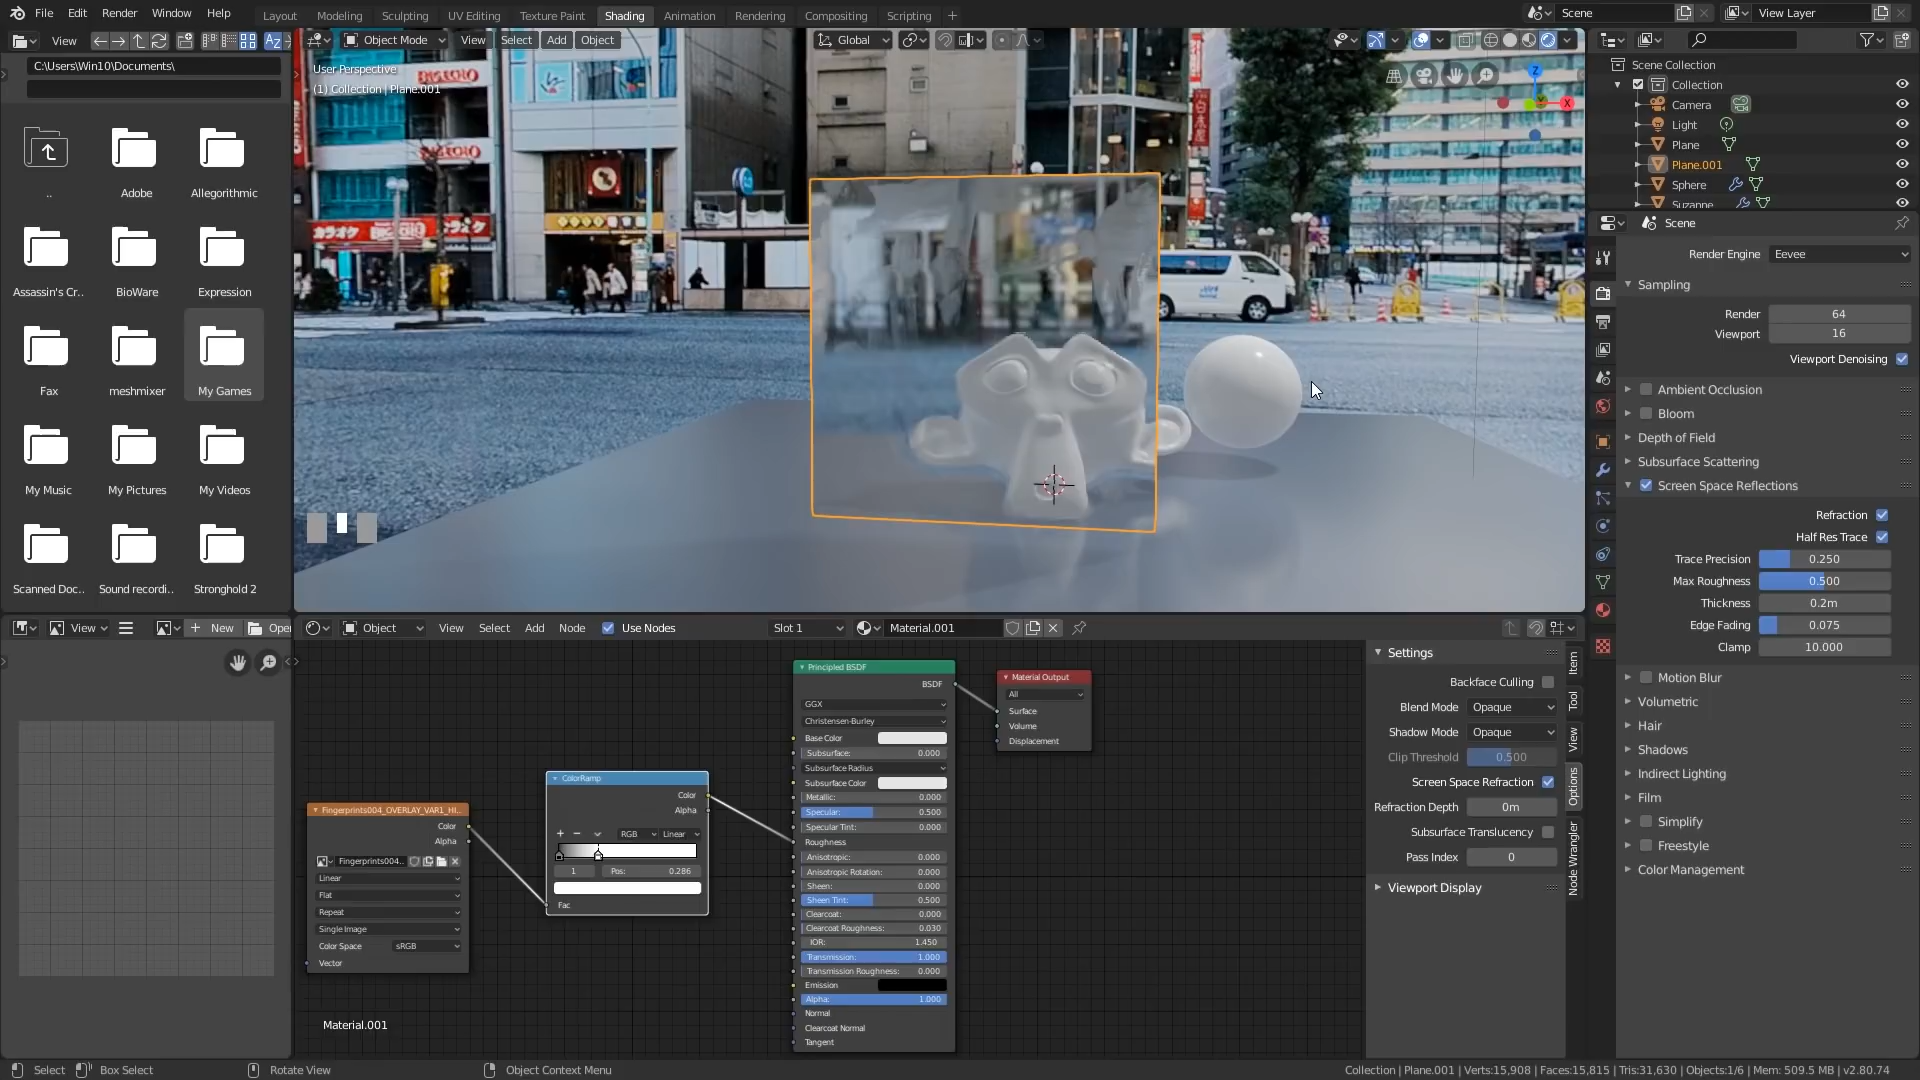 File Edit Render Window Help
Layout Modeling Sculpting UV Editing Texture Paint Shading Animation Rendering Compositing Scripting +
Scene
View Layer
View
C:\Users\Win10\Documents\
..
Adobe
Allegorithmic
Assassin's Cr..
BioWare
Expression
Fax
meshmixer
My Games
My Music
My Pictures
My Videos
Scanned Doc..
Sound recordi..
Stronghold 2
Object Mode View Select Add Object
Global
User Perspective
(1) Collection | Plane.001
カラオケ
Z
X
Scene Collection
Collection
Camera
Light
Plane
Plane.001
Sphere
Suzanne
Scene
Render Engine Eevee
Sampling
Render 64
Viewport 16
Viewport Denoising
Ambient Occlusion
Bloom
Depth of Field
Subsurface Scattering
Screen Space Reflections
Refraction
Half Res Trace
Trace Precision 0.250
Max Roughness 0.500
Thickness 0.2m
Edge Fading 0.075
Clamp 10.000
Motion Blur
Volumetric
Hair
Shadows
Indirect Lighting
Film
Simplify
Freestyle
Color Management
View + New Open
Object View Select Add Node Use Nodes
Slot 1
Material.001
Fingerprints004_OVERLAY_VAR1_HI...
Color
Alpha
Fingerprints004..
Linear
Flat
Repeat
Single Image
Color Space sRGB
Vector
ColorRamp
Color
Alpha
RGB Linear
1 Pos: 0.286
Fac
Principled BSDF
BSDF
GGX
Christensen-Burley
Base Color
Subsurface: 0.000
Subsurface Radius
Subsurface Color
Metallic: 0.000
Specular: 0.500
Specular Tint: 0.000
Roughness
Anisotropic: 0.000
Anisotropic Rotation: 0.000
Sheen: 0.000
Sheen Tint: 0.500
Clearcoat: 0.000
Clearcoat Roughness: 0.030
IOR: 1.450
Transmission: 1.000
Transmission Roughness: 0.000
Emission
Alpha: 1.000
Normal
Clearcoat Normal
Tangent
Material Output
All
Surface
Volume
Displacement
Material.001
Settings
Backface Culling
Blend Mode Opaque
Shadow Mode Opaque
Clip Threshold 0.500
Screen Space Refraction
Refraction Depth 0m
Subsurface Translucency
Pass Index 0
Viewport Display
Item
Tool
View
Options
Node Wrangler
Select Box Select Rotate View Object Context Menu
Collection | Plane.001 | Verts:15,908 | Faces:15,815 | Tris:31,630 | Objects:1/6 | Mem: 509.5 MB | v2.80.74